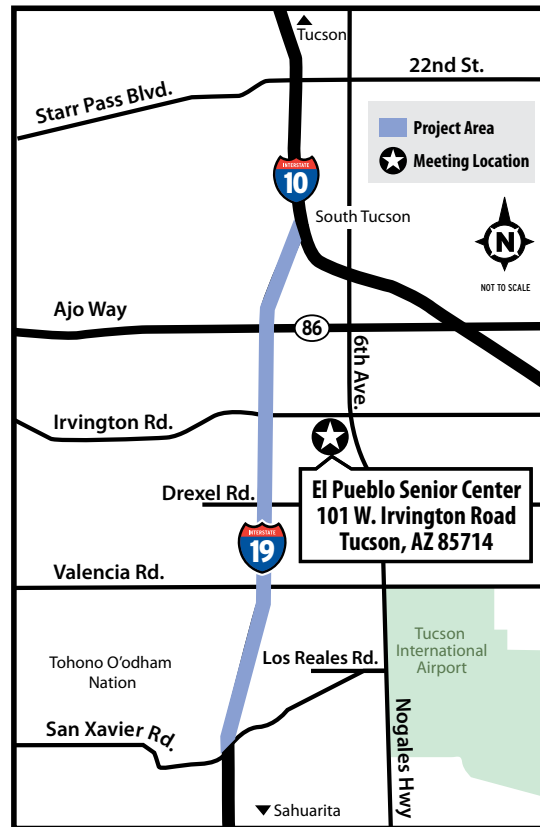 Tucson
22nd St.
Starr Pass Blvd.
Project Area
Meeting Location
INTERSTATE
10
South Tucson
N
NOT TO SCALE
Ajo Way
86
6th Ave.
Irvington Rd.
El Pueblo Senior Center
101 W. Irvington Road
Tucson, AZ 85714
Drexel Rd.
INTERSTATE
19
Valencia Rd.
Tucson
International
Airport
Tohono O'odham
Nation
Los Reales Rd.
San Xavier Rd.
Nogales Hwy
Sahuarita